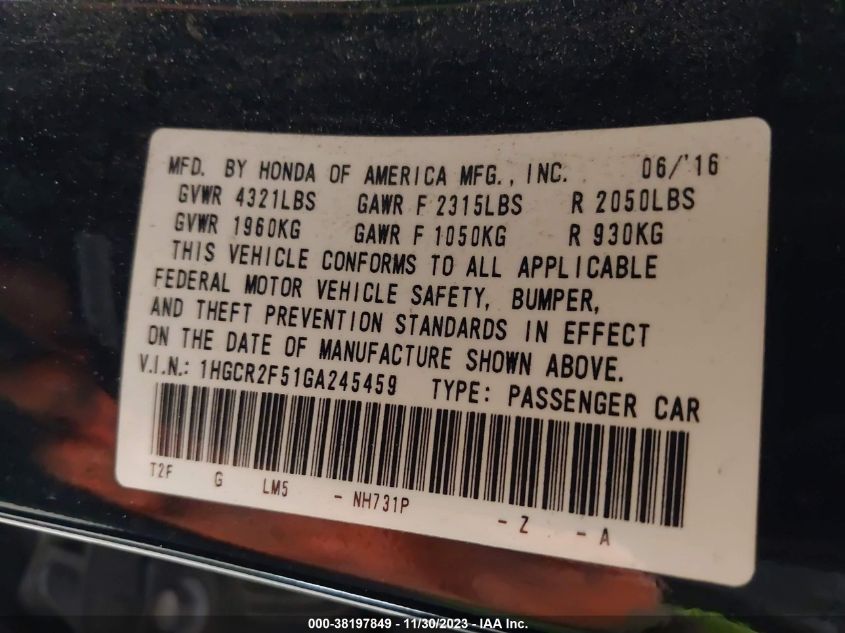 MFD. BY HONDA OF AMERICA MFG., INC. 06/'16
GVWR 4321LBS GAWR F 2315LBS R 2050LBS
GVWR 1960KG GAWR F 1050KG R 930KG
THIS VEHICLE CONFORMS TO ALL APPLICABLE
FEDERAL MOTOR VEHICLE SAFETY, BUMPER,
AND THEFT PREVENTION STANDARDS IN EFFECT
ON THE DATE OF MANUFACTURE SHOWN ABOVE.
V.I.N.: 1HGCR2F51GA245459 TYPE: PASSENGER CAR
T2F G LM5 - NH731P - Z - A
000-38197849 - 11/30/2023 - IAA Inc.